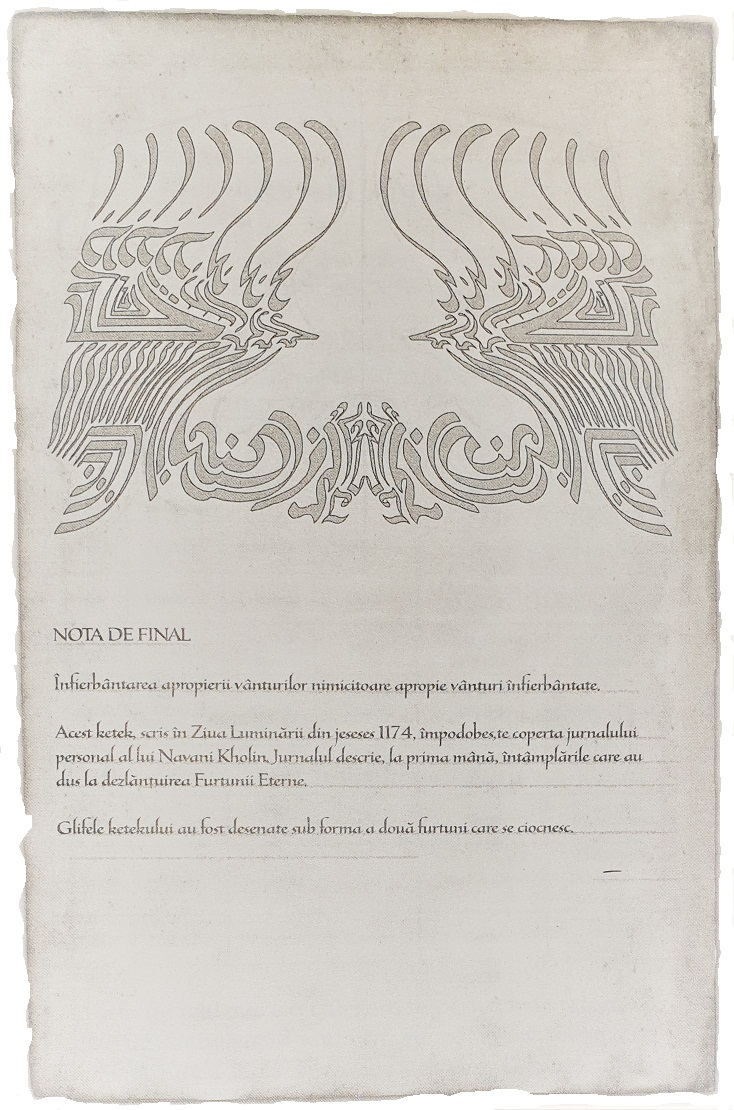 NOTA DE FINAL
Înfierbântarea apropierii vânturilor nimicitoare apropie vânturi înfierbântate.
Acest ketek, scris în Ziua Luminării din jeseses 1174, împodobes,te coperta jurnalului
personal al lui Navani Kholin. Jurnalul descrie, la prima mână, întâmplările care au
dus la dezlănțuirea Furtunii Eterne.
Glifele ketekului au fost desenate sub forma a două furtuni care se ciocnesc.